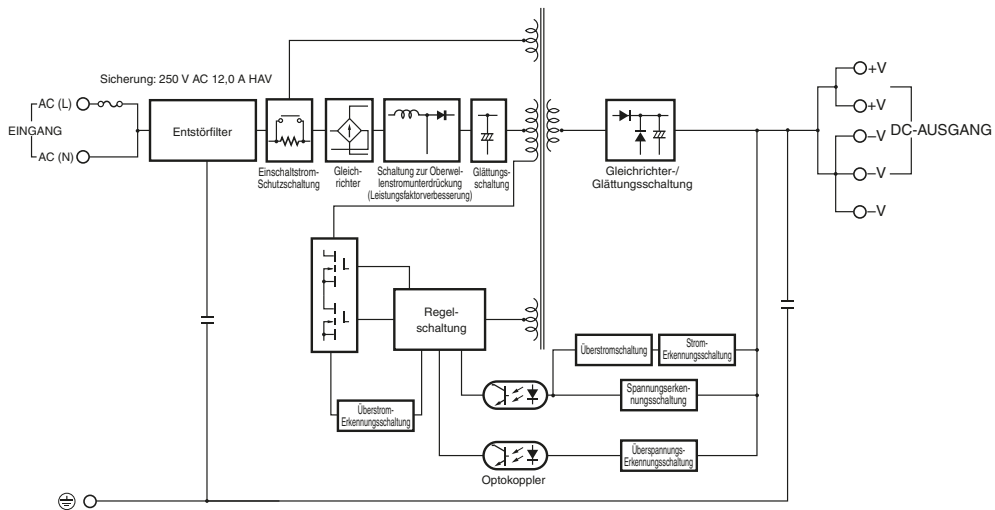 Sicherung: 250 V AC 12,0 A HAV
AC (L)
EINGANG
AC (N)
Entstörfilter
Einschaltstrom-
Schutzschaltung
Gleich-
richter
Schaltung zur Oberwel-
lenstromunterdrückung
(Leistungsfaktorverbesserung)
Glättungs-
schaltung
Gleichrichter-/
Glättungsschaltung
+V
+V
–V
–V
–V
DC-AUSGANG
Regel-
schaltung
Überstromschaltung
Strom-
Erkennungsschaltung
Spannungserken-
nungsschaltung
Überstrom-
Erkennungsschaltung
Überspannungs-
Erkennungsschaltung
Optokoppler